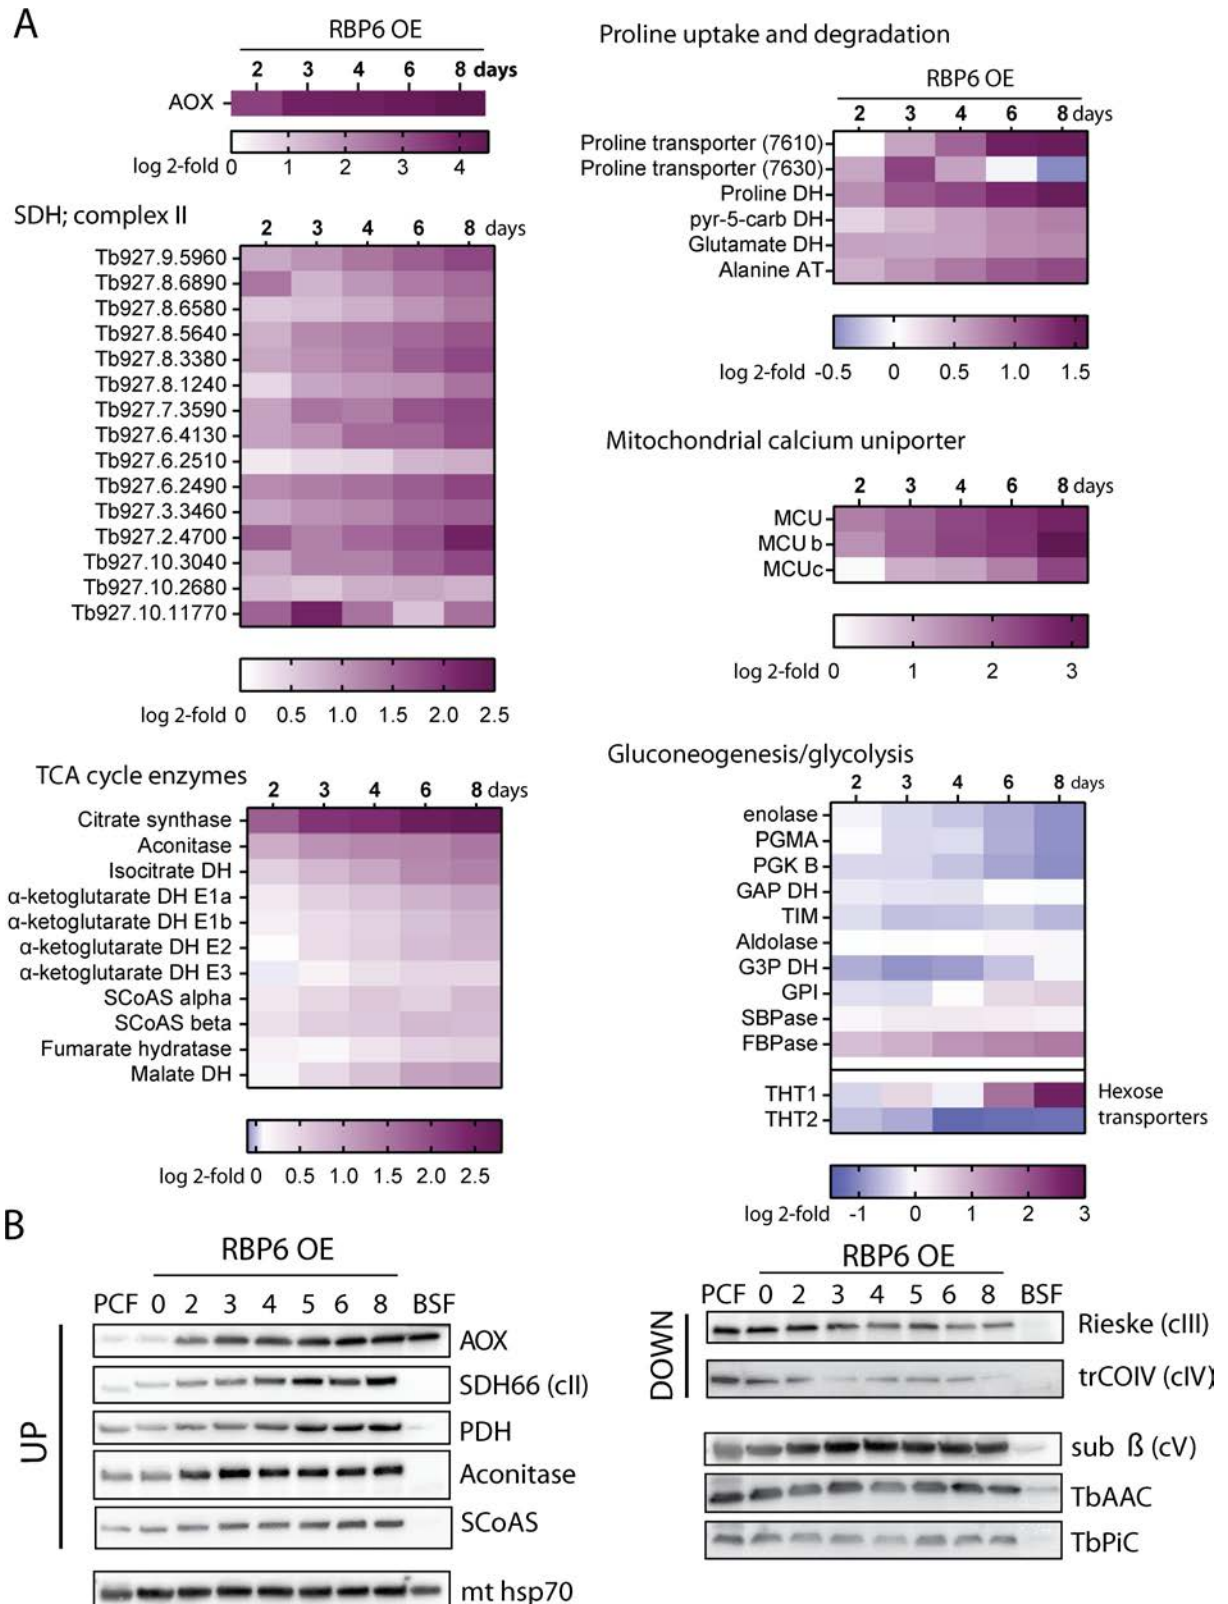 A
RBP6 OE
2 3 4 6 8 days
AOX
log 2-fold 0 1 2 3 4
SDH; complex II
2 3 4 6 8 days
Tb927.9.5960
Tb927.8.6890
Tb927.8.6580
Tb927.8.5640
Tb927.8.3380
Tb927.8.1240
Tb927.7.3590
Tb927.6.4130
Tb927.6.2510
Tb927.6.2490
Tb927.3.3460
Tb927.2.4700
Tb927.10.3040
Tb927.10.2680
Tb927.10.11770
log 2-fold 0 0.5 1.0 1.5 2.0 2.5
TCA cycle enzymes
2 3 4 6 8 days
Citrate synthase
Aconitase
Isocitrate DH
α-ketoglutarate DH E1a
α-ketoglutarate DH E1b
α-ketoglutarate DH E2
α-ketoglutarate DH E3
SCoAS alpha
SCoAS beta
Fumarate hydratase
Malate DH
log 2-fold 0 0.5 1.0 1.5 2.0 2.5
Proline uptake and degradation
RBP6 OE
2 3 4 6 8 days
Proline transporter (7610)
Proline transporter (7630)
Proline DH
pyr-5-carb DH
Glutamate DH
Alanine AT
log 2-fold -0.5 0 0.5 1.0 1.5
Mitochondrial calcium uniporter
2 3 4 6 8 days
MCU
MCU b
MCUc
log 2-fold 0 1 2 3
Gluconeogenesis/glycolysis
2 3 4 6 8 days
enolase
PGMA
PGK B
GAP DH
TIM
Aldolase
G3P DH
GPI
SBPase
FBPase
THT1
THT2
Hexose
transporters
log 2-fold -1 0 1 2 3
B
RBP6 OE
PCF 0 2 3 4 5 6 8 BSF
UP
AOX
SDH66 (cII)
PDH
Aconitase
SCoAS
mt hsp70
RBP6 OE
PCF 0 2 3 4 5 6 8 BSF
DOWN
Rieske (cIII)
trCOIV (cIV)
sub ß (cV)
TbAAC
TbPiC